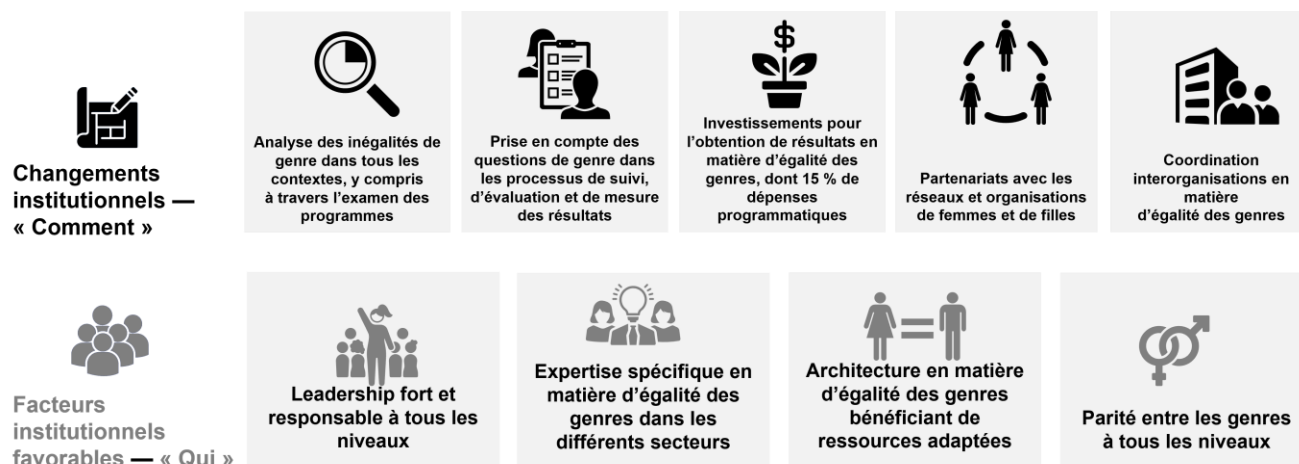 Changements
institutionnels —
« Comment »
Analyse des inégalités de
genre dans tous les
contextes, y compris
à travers l’examen des
programmes
Prise en compte des
questions de genre dans
les processus de suivi,
d’évaluation et de mesure
des résultats
$
Investissements pour
l’obtention de résultats en
matière d’égalité des
genres, dont 15 % de
dépenses
programmatiques
Partenariats avec les
réseaux et organisations
de femmes et de filles
Coordination
interorganisations en
matière
d’égalité des genres
Facteurs
institutionnels
favorables — « Qui »
Leadership fort et
responsable à tous les
niveaux
Expertise spécifique en
matière d’égalité des
genres dans les
différents secteurs
Architecture en matière
d’égalité des genres
bénéficiant de
ressources adaptées
Parité entre les genres
à tous les niveaux